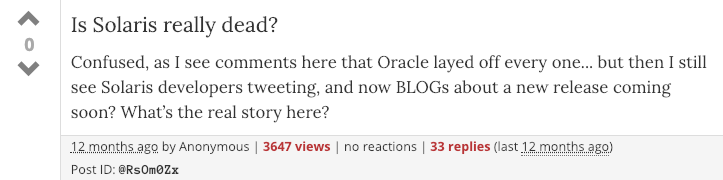 Is Solaris really dead?
0
Confused, as I see comments here that Oracle layed off every one... but then I still
see Solaris developers tweeting, and now BLOGs about a new release coming
soon? What's the real story here?
12 months ago by Anonymous | 3647 views | no reactions | 33 replies (last 12 months ago)
Post ID: @RsOm0Zx